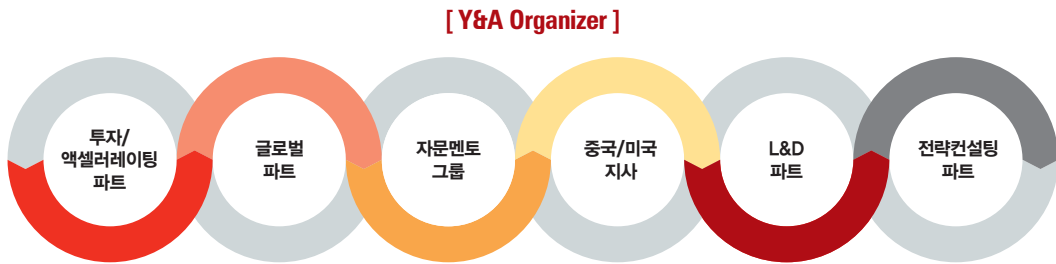 [ Y&A Organizer ]
투자/
액셀러레이팅
파트
글로벌
파트
자문멘토
그룹
중국/미국
지사
L&D
파트
전략컨설팅
파트